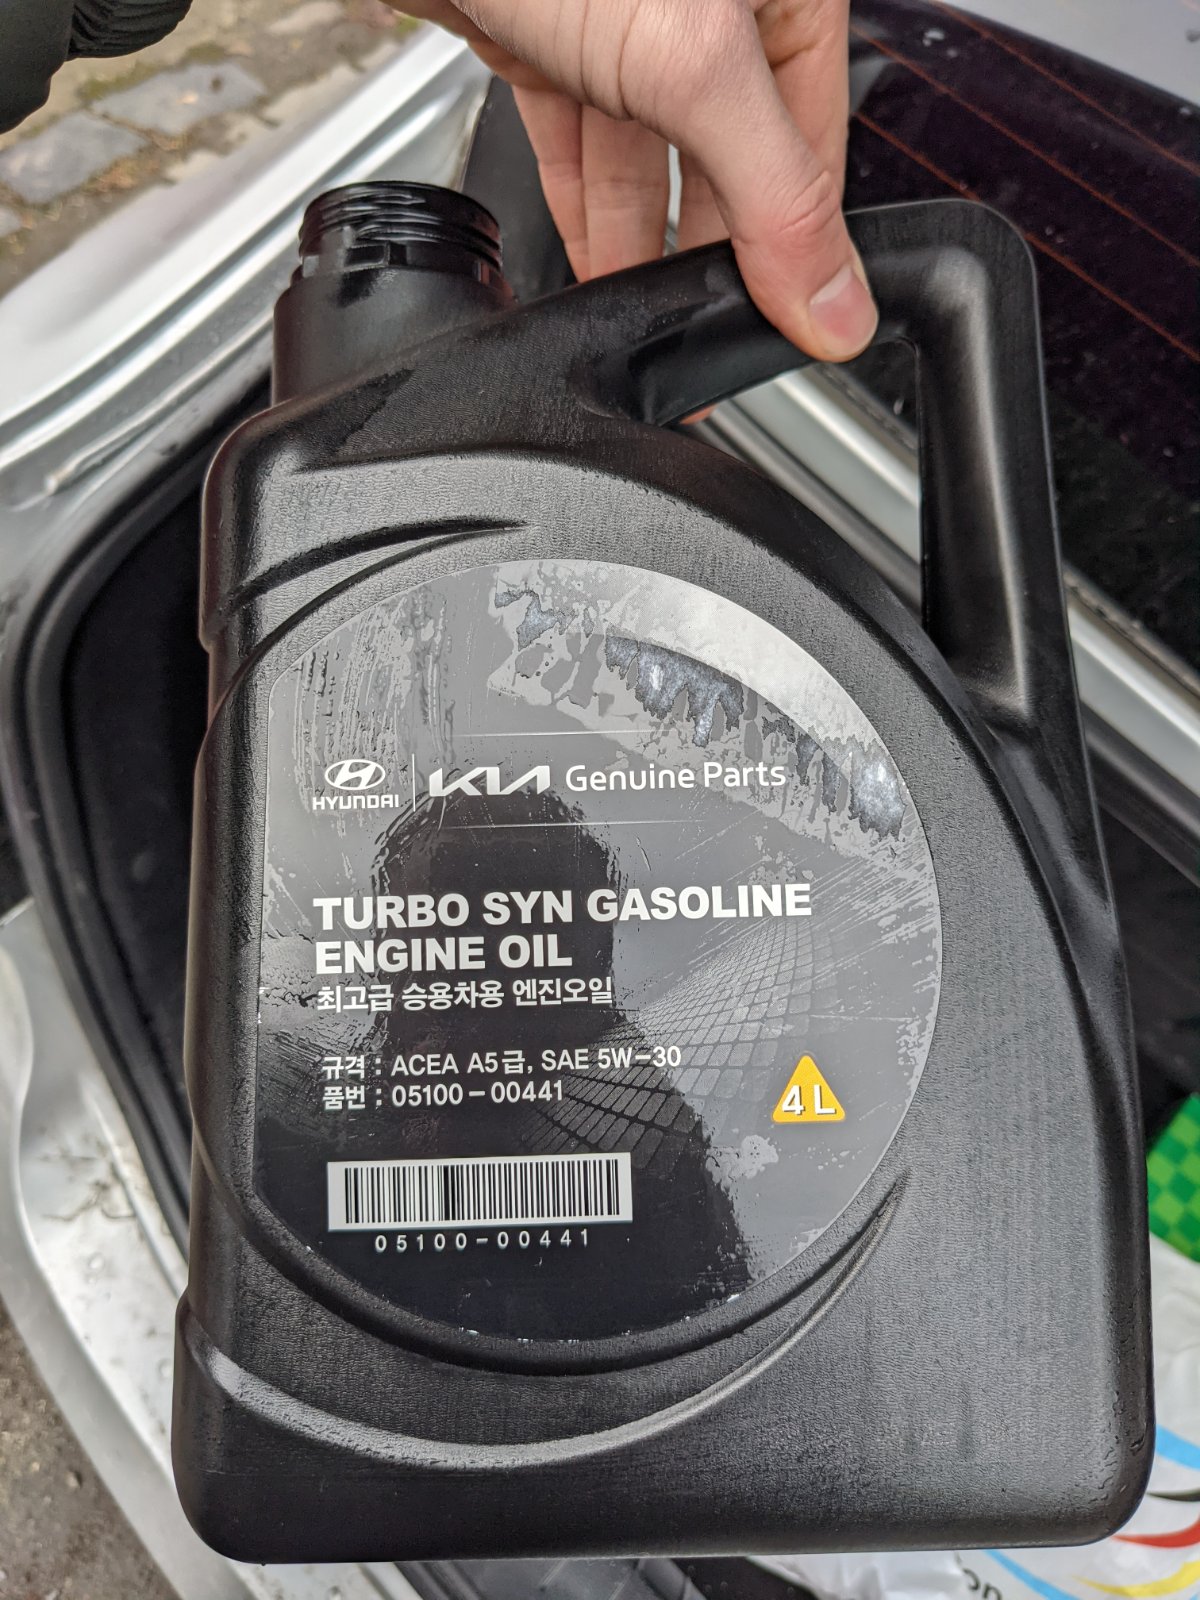 HYUNDAI KIA Genuine Parts
TURBO SYN GASOLINE
ENGINE OIL
최고급 승용차용 엔진오일
규격 : ACEA A5급, SAE 5W-30
품번 : 05100-00441
4L
05100-00441